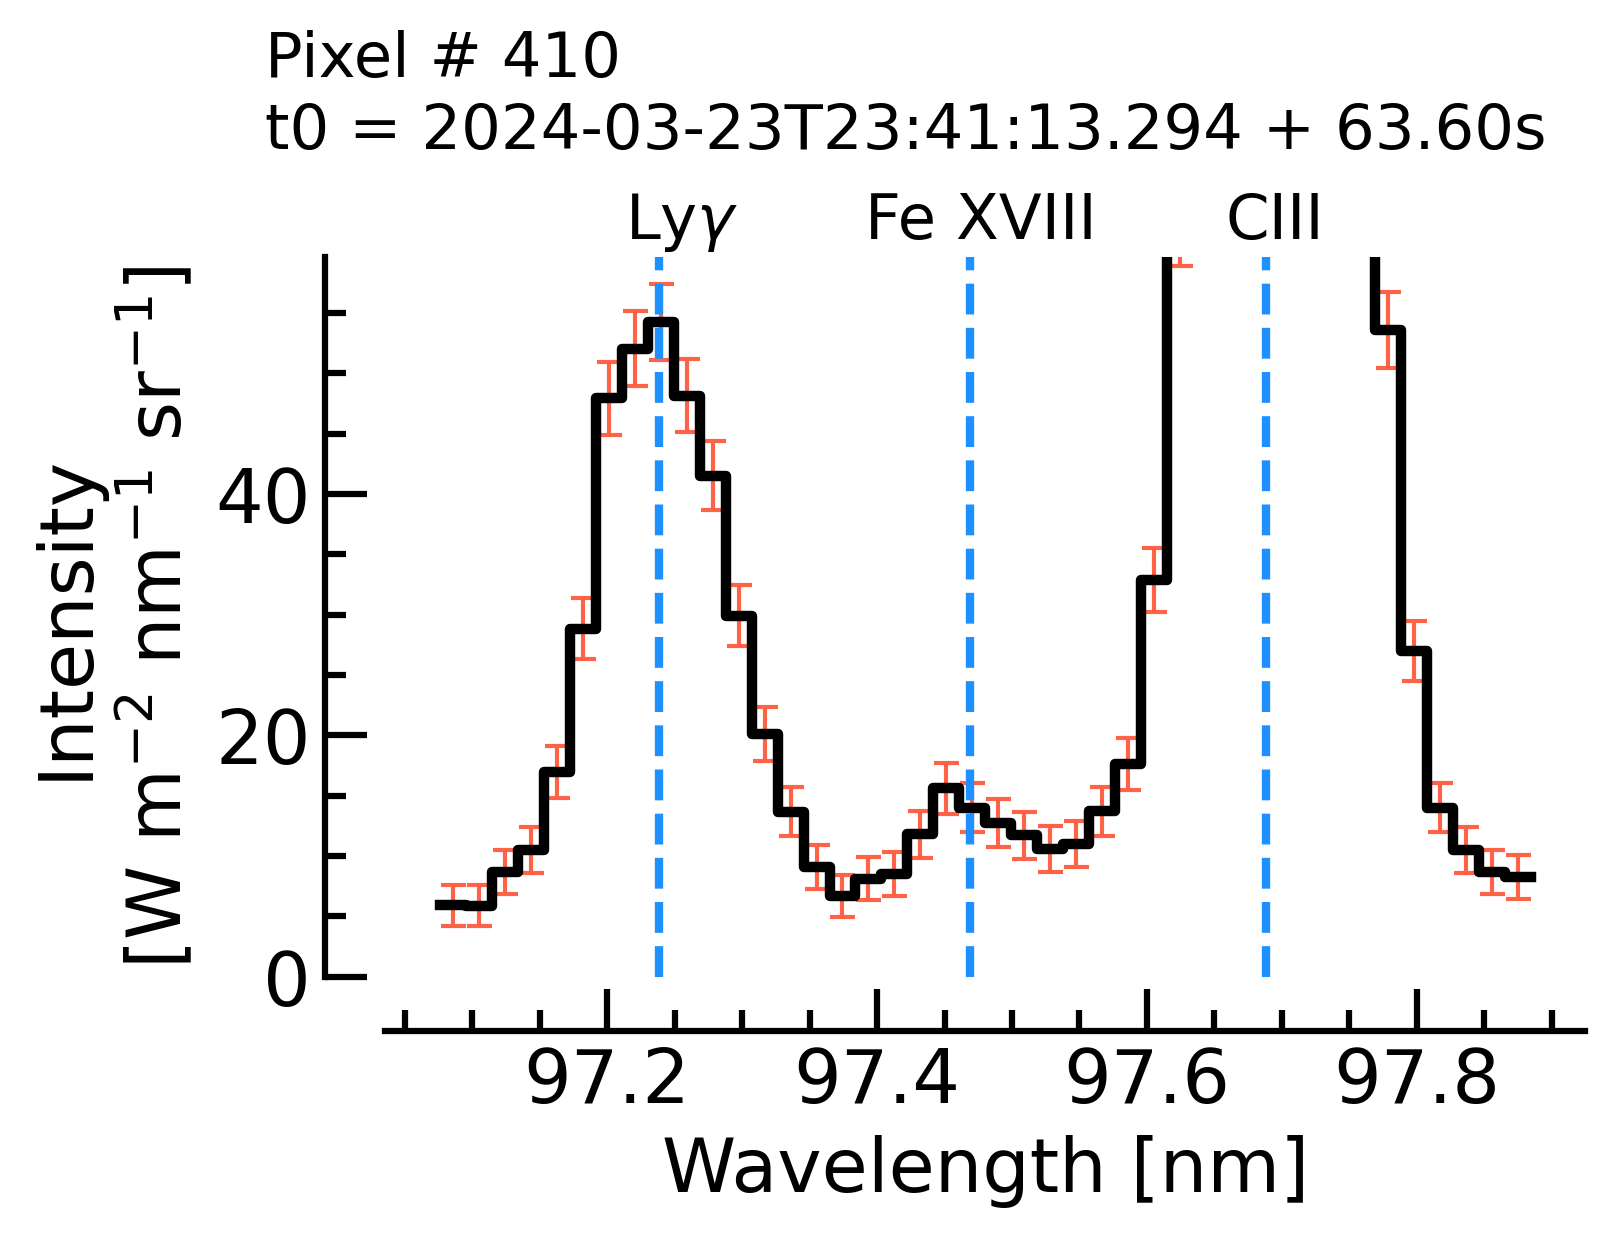 Pixel # 410
t0 = 2024-03-23T23:41:13.294 + 63.60s
Lyγ Fe XVIII CIII
Intensity
[W m⁻² nm⁻¹ sr⁻¹]
40
20
0
97.2 97.4 97.6 97.8
Wavelength [nm]